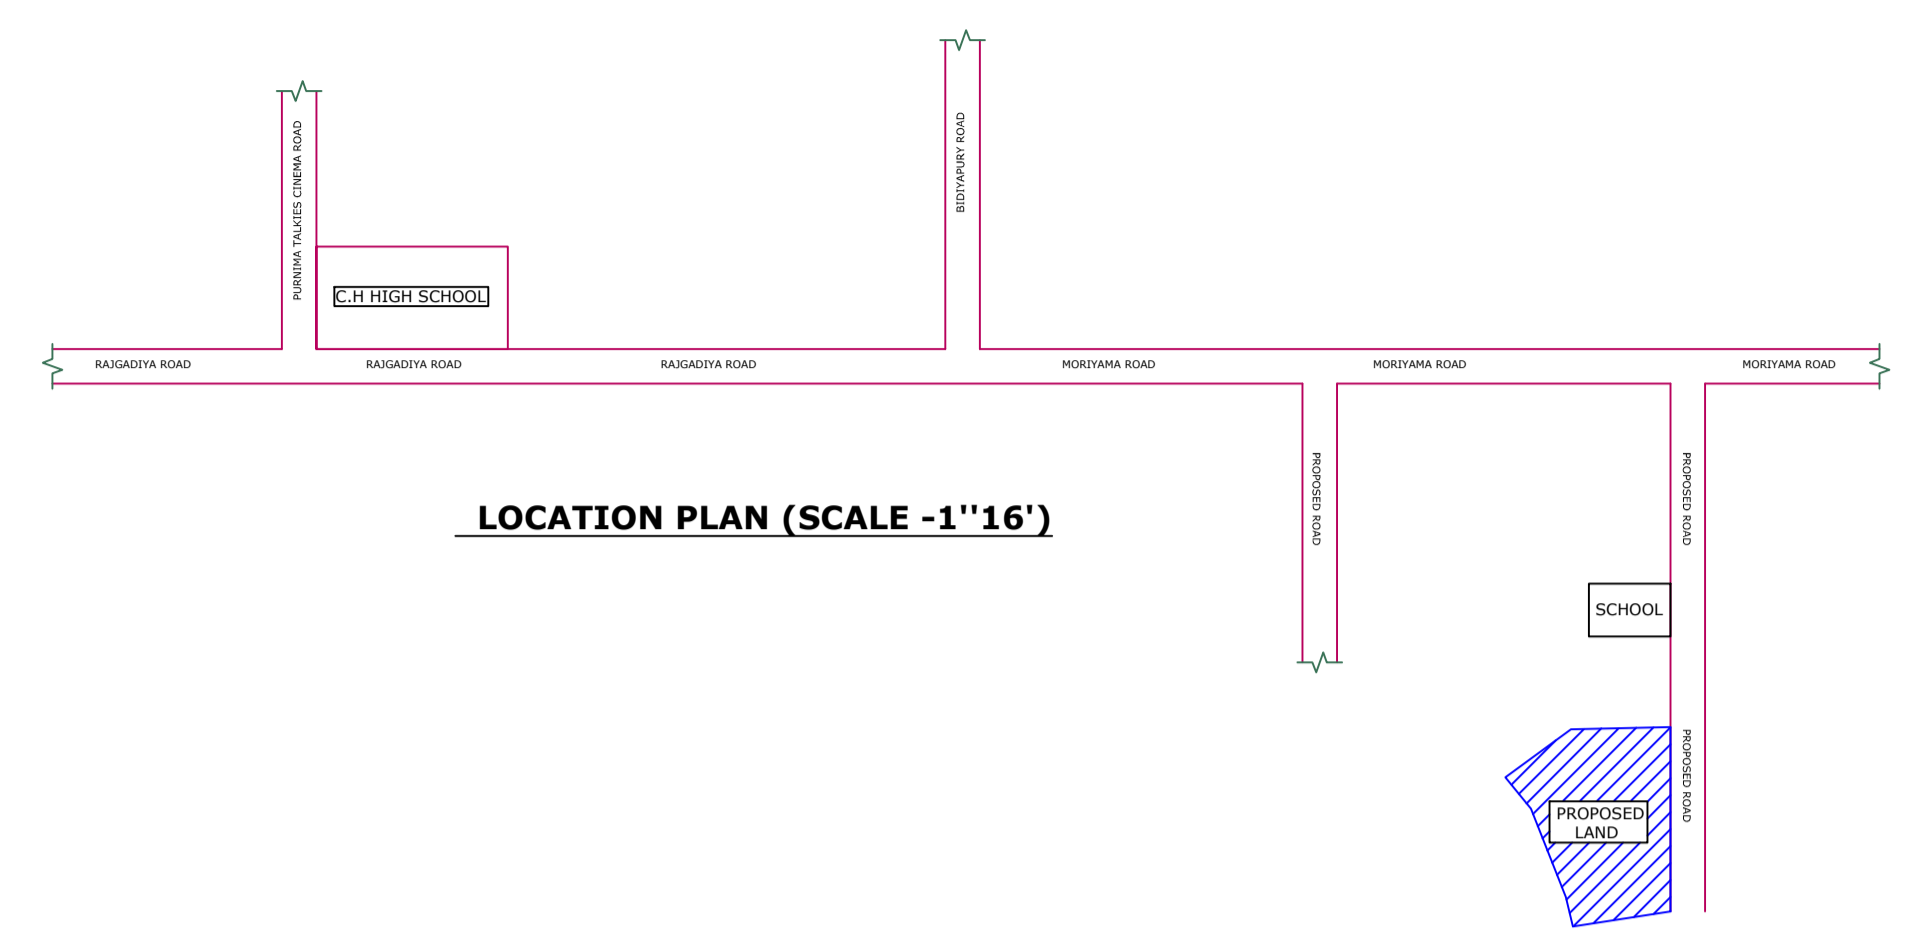 BIDIYAPURY ROAD
PURNIMA TALKIES CINEMA ROAD
C.H HIGH SCHOOL
RAJGADIYA ROAD
RAJGADIYA ROAD
RAJGADIYA ROAD
MORIYAMA ROAD
MORIYAMA ROAD
MORIYAMA ROAD
PROPOSED ROAD
PROPOSED ROAD
LOCATION PLAN (SCALE -1''16')
SCHOOL
PROPOSED ROAD
PROPOSED
LAND